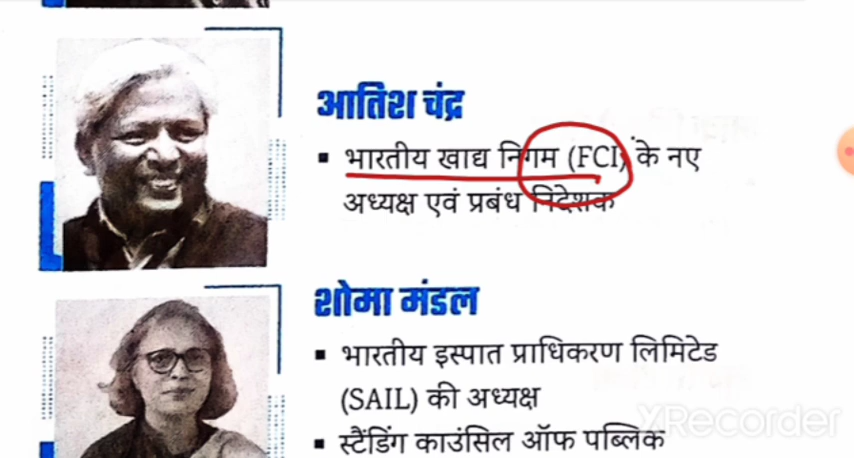 आतिश चंद्र
▪ भारतीय खाद्य निगम (FCI) के नए
अध्यक्ष एवं प्रबंध निदेशक
शोमा मंडल
▪ भारतीय इस्पात प्राधिकरण लिमिटेड
(SAIL) की अध्यक्ष
▪ स्टैंडिंग काउंसिल ऑफ पब्लिक
XRecorder